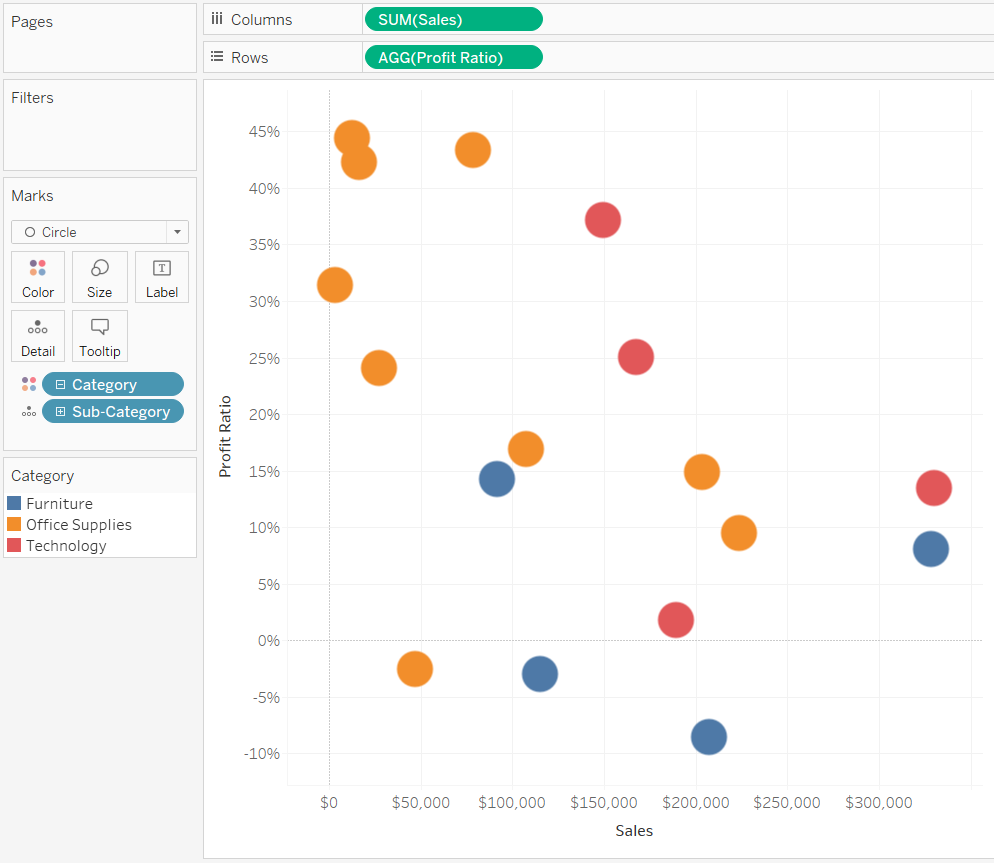 Pages
Columns
SUM(Sales)
Rows
AGG(Profit Ratio)
Filters
Marks
Circle
Color
Size
T
Label
Detail
Tooltip
Category
Sub-Category
Category
Furniture
Office Supplies
Technology
Profit Ratio
45%
40%
35%
30%
25%
20%
15%
10%
5%
0%
-5%
-10%
$0 $50,000 $100,000 $150,000 $200,000 $250,000 $300,000
Sales